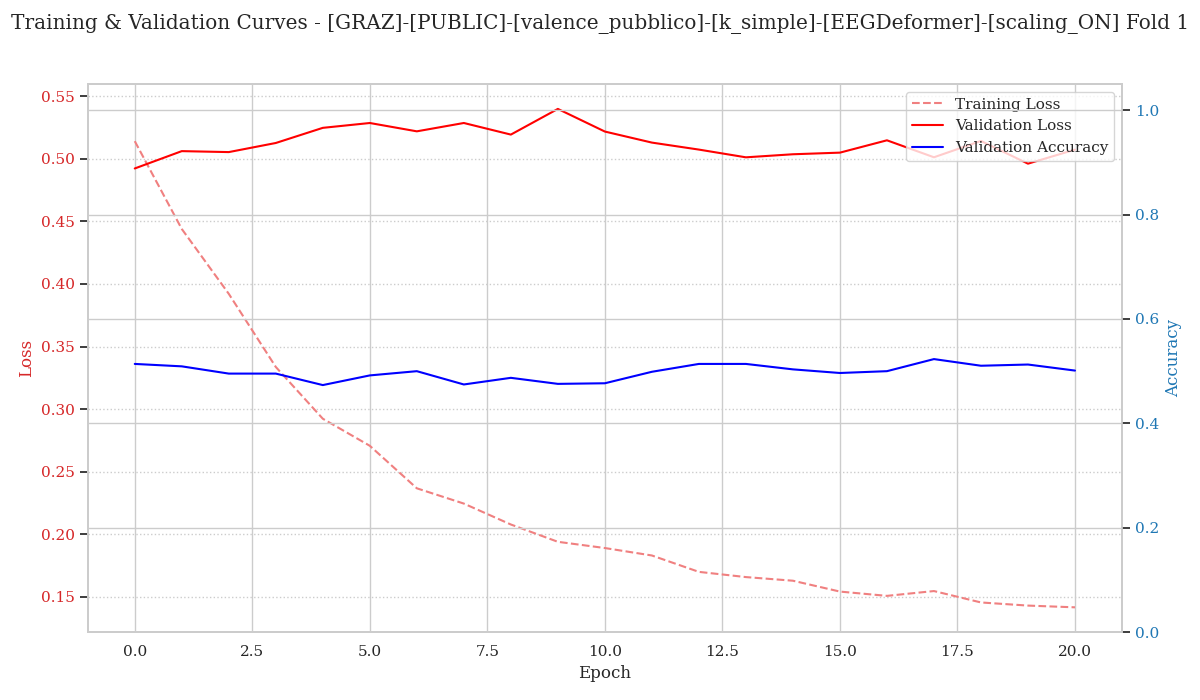 Training & Validation Curves - [GRAZ]-[PUBLIC]-[valence_pubblico]-[k_simple]-[EEGDeformer]-[scaling_ON] Fold 1
Training Loss
Validation Loss
Validation Accuracy
Loss
0.55
0.50
0.45
0.40
0.35
0.30
0.25
0.20
0.15
1.0
0.8
0.6
0.4
0.2
0.0
Accuracy
0.0 2.5 5.0 7.5 10.0 12.5 15.0 17.5 20.0
Epoch